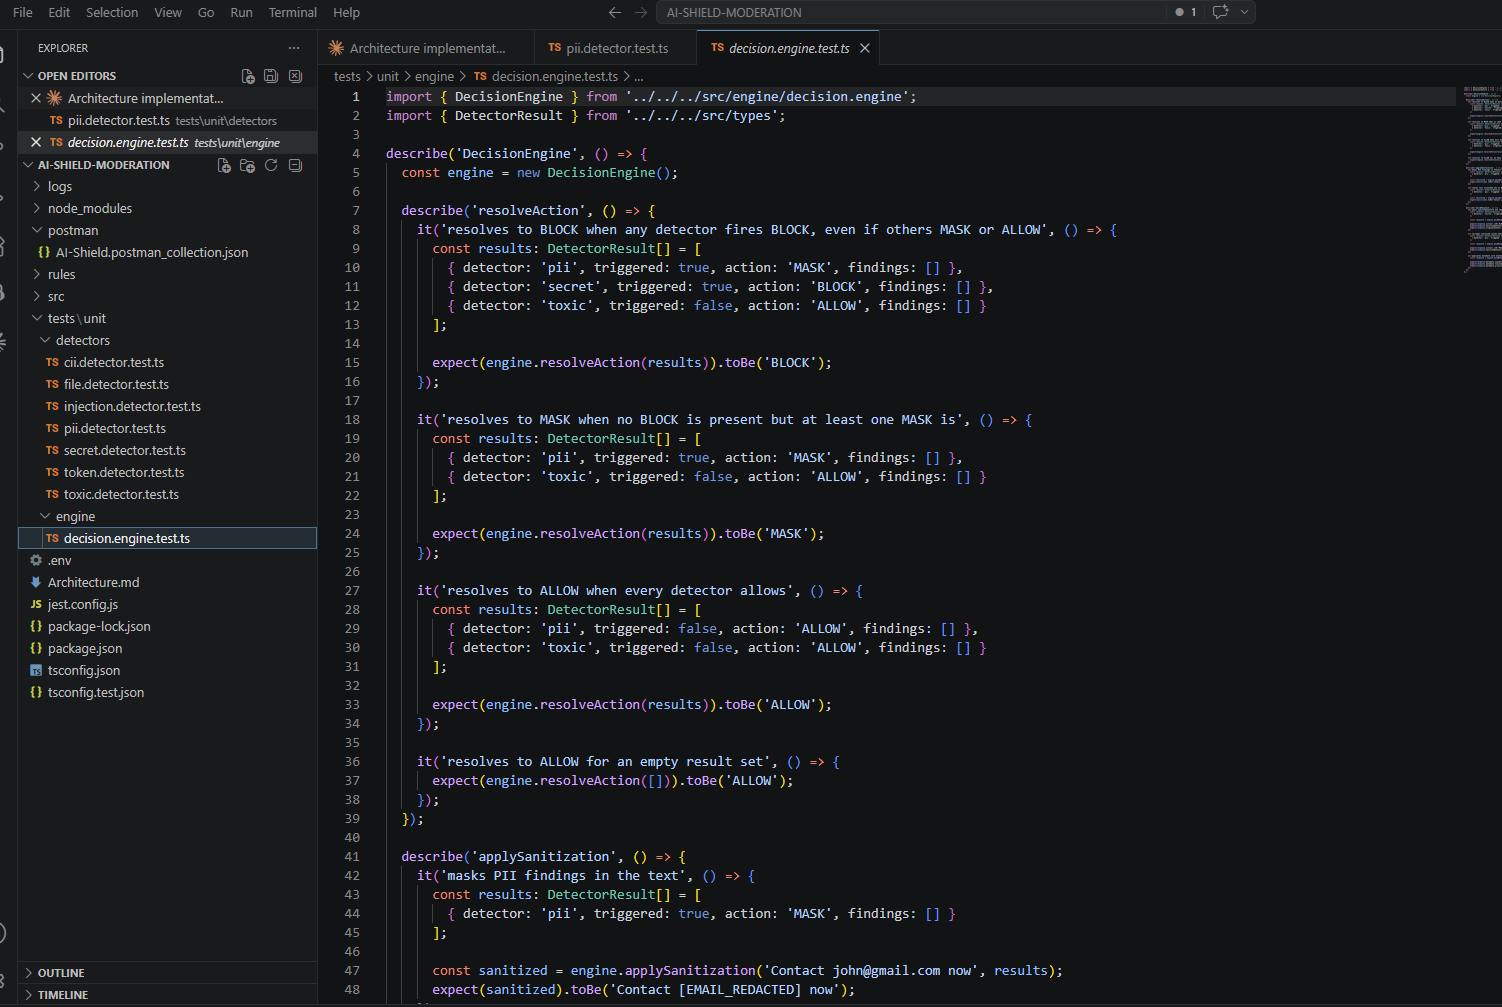 File Edit Selection View Go Run Terminal Help
AI-SHIELD-MODERATION
1
EXPLORER
OPEN EDITORS
Architecture implementat...
pii.detector.test.ts tests\unit\detectors
decision.engine.test.ts tests\unit\engine
AI-SHIELD-MODERATION
logs
node_modules
postman
{} AI-Shield.postman_collection.json
rules
src
tests\unit
detectors
TS cii.detector.test.ts
TS file.detector.test.ts
TS injection.detector.test.ts
TS pii.detector.test.ts
TS secret.detector.test.ts
TS token.detector.test.ts
TS toxic.detector.test.ts
engine
TS decision.engine.test.ts
.env
Architecture.md
JS jest.config.js
{} package-lock.json
{} package.json
TS tsconfig.json
{} tsconfig.test.json
OUTLINE
TIMELINE
Architecture implementat... TS pii.detector.test.ts TS decision.engine.test.ts
tests > unit > engine > TS decision.engine.test.ts > ...
1 import { DecisionEngine } from '../../../src/engine/decision.engine';
2 import { DetectorResult } from '../../../src/types';
3
4 describe('DecisionEngine', () => {
5 const engine = new DecisionEngine();
6
7 describe('resolveAction', () => {
8 it('resolves to BLOCK when any detector fires BLOCK, even if others MASK or ALLOW', () => {
9 const results: DetectorResult[] = [
10 { detector: 'pii', triggered: true, action: 'MASK', findings: [] },
11 { detector: 'secret', triggered: true, action: 'BLOCK', findings: [] },
12 { detector: 'toxic', triggered: false, action: 'ALLOW', findings: [] }
13 ];
14
15 expect(engine.resolveAction(results)).toBe('BLOCK');
16 });
17
18 it('resolves to MASK when no BLOCK is present but at least one MASK is', () => {
19 const results: DetectorResult[] = [
20 { detector: 'pii', triggered: true, action: 'MASK', findings: [] },
21 { detector: 'toxic', triggered: false, action: 'ALLOW', findings: [] }
22 ];
23
24 expect(engine.resolveAction(results)).toBe('MASK');
25 });
26
27 it('resolves to ALLOW when every detector allows', () => {
28 const results: DetectorResult[] = [
29 { detector: 'pii', triggered: false, action: 'ALLOW', findings: [] },
30 { detector: 'toxic', triggered: false, action: 'ALLOW', findings: [] }
31 ];
32
33 expect(engine.resolveAction(results)).toBe('ALLOW');
34 });
35
36 it('resolves to ALLOW for an empty result set', () => {
37 expect(engine.resolveAction([])).toBe('ALLOW');
38 });
39 });
40
41 describe('applySanitization', () => {
42 it('masks PII findings in the text', () => {
43 const results: DetectorResult[] = [
44 { detector: 'pii', triggered: true, action: 'MASK', findings: [] }
45 ];
46
47 const sanitized = engine.applySanitization('Contact john@gmail.com now', results);
48 expect(sanitized).toBe('Contact [EMAIL_REDACTED] now');